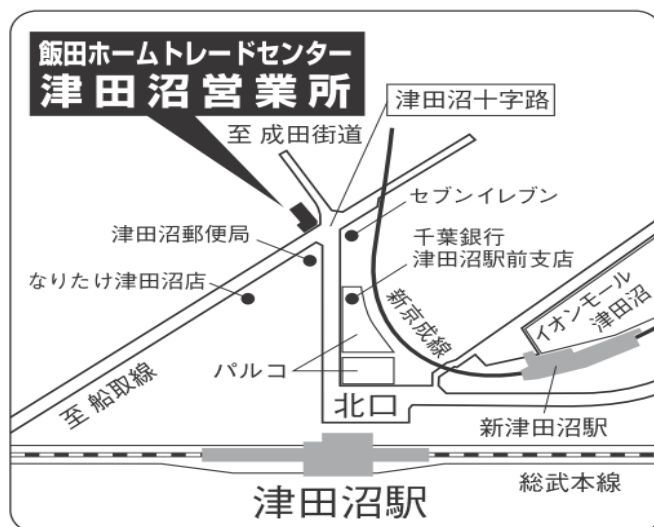 飯田ホームトレードセンター
津田沼営業所
津田沼十字路
至 成田街道
セブンイレブン
津田沼郵便局
千葉銀行
津田沼駅前支店
なりたけ津田沼店
イオンモール
津田沼
新京成線
パルコ
至 船取線
北口
新津田沼駅
総武本線
津田沼駅